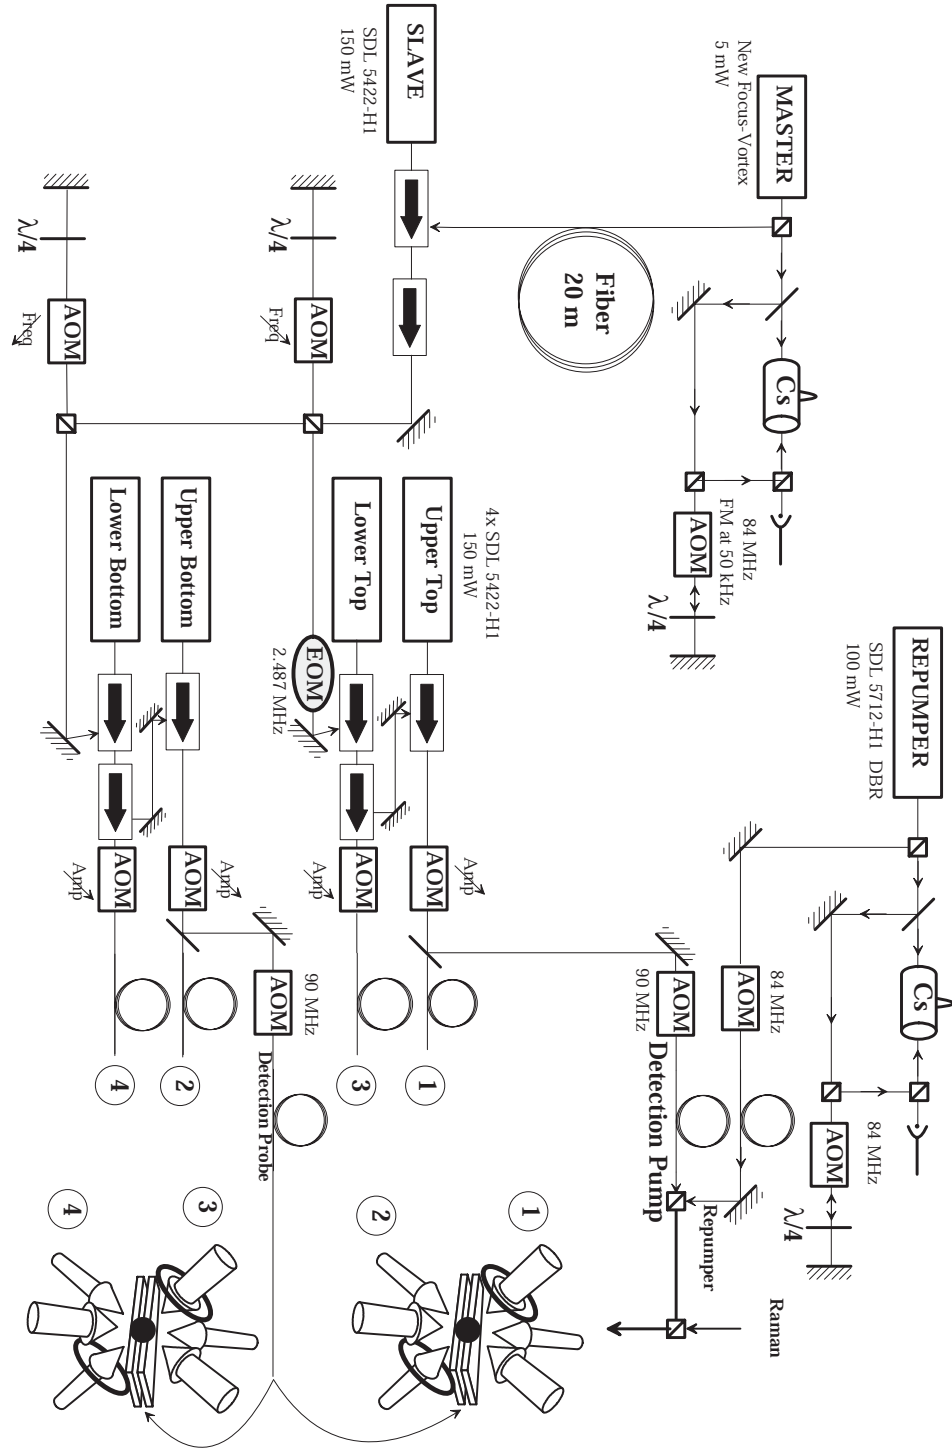 MASTER
New Focus-Vortex
5 mW
SLAVE
SDL 5422-H1
150 mW
Fiber
20 m
Cs
84 MHz
FM at 50 kHz
AOM
λ/4
REPUMPER
SDL 5712-H1 DBR
100 mW
Cs
84 MHz
AOM
λ/4
λ/4
AOM
Freq
λ/4
AOM
Freq
4x SDL 5422-H1
150 mW
Upper Top
Lower Top
Upper Bottom
Lower Bottom
EOM
2.487 MHz
AOM
Amp
AOM
Amp
AOM
Amp
AOM
Amp
84 MHz
AOM
AOM
90 MHz
90 MHz
AOM
Detection Pump
Detection Probe
Repumper
Raman
1
3
2
4
1
2
3
4